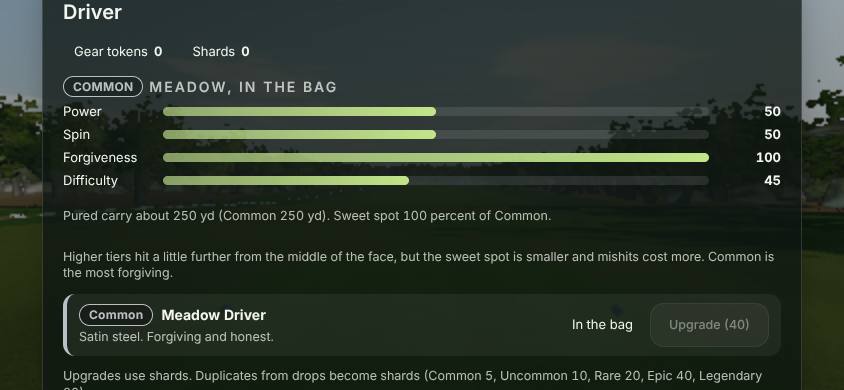 Driver
Gear tokens 0 Shards 0
COMMON MEADOW, IN THE BAG
Power 50
Spin 50
Forgiveness 100
Difficulty 45
Pured carry about 250 yd (Common 250 yd). Sweet spot 100 percent of Common.
Higher tiers hit a little further from the middle of the face, but the sweet spot is smaller and mishits cost more. Common is
the most forgiving.
Common Meadow Driver
Satin steel. Forgiving and honest.
In the bag Upgrade (40)
Upgrades use shards. Duplicates from drops become shards (Common 5, Uncommon 10, Rare 20, Epic 40, Legendary